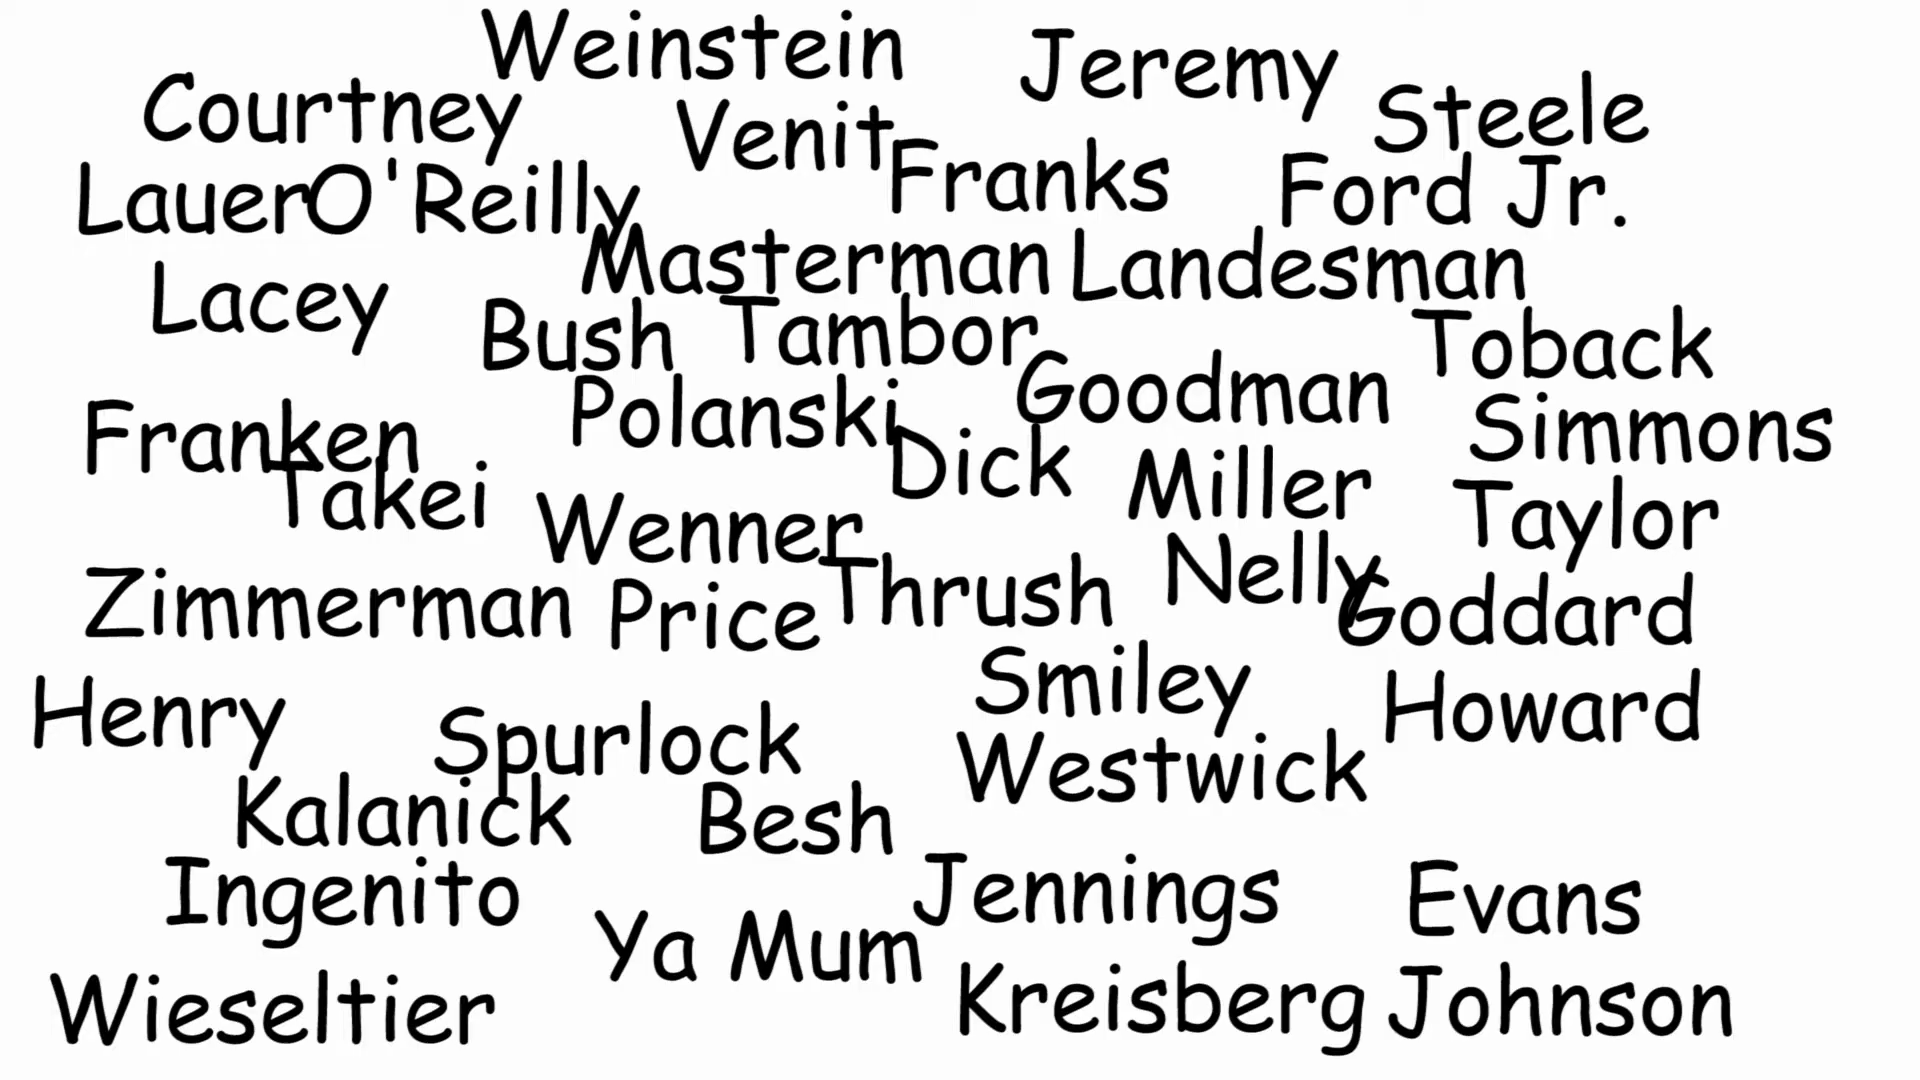 Weinstein
Jeremy
Courtney
Venit
Steele
LauerO'Reilly
Franks
Ford Jr.
Masterman
Landesman
Lacey
Bush
Tambor
Toback
Polanski
Goodman
Franken
Dick
Simmons
Takei
Miller
Wenner
Taylor
Nelly
Zimmerman
Price
Thrush
Goddard
Smiley
Henry
Spurlock
Howard
Westwick
Kalanick
Besh
Ingenito
Jennings
Evans
Ya Mum
Wieseltier
Kreisberg
Johnson